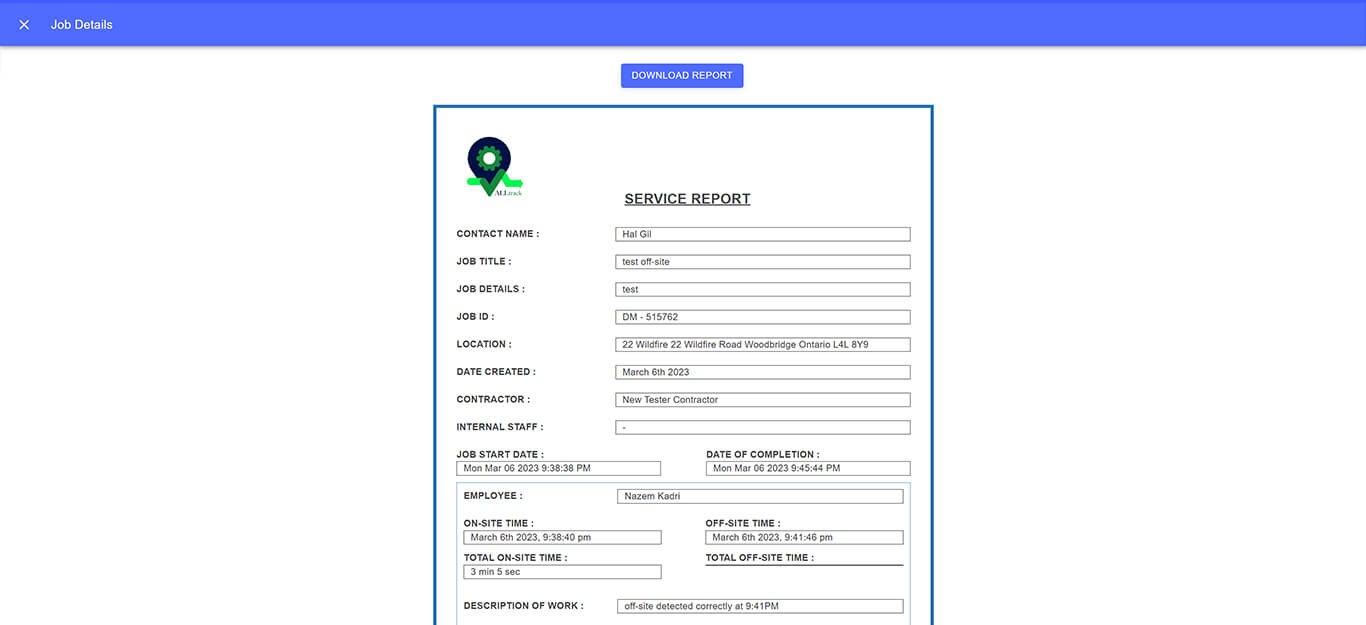 Job Details
DOWNLOAD REPORT
ALLtrack
SERVICE REPORT
CONTACT NAME : Hal Gil
JOB TITLE : test off-site
JOB DETAILS : test
JOB ID : DM - 515762
LOCATION : 22 Wildfire 22 Wildfire Road Woodbridge Ontario L4L 8Y9
DATE CREATED : March 6th 2023
CONTRACTOR : New Tester Contractor
INTERNAL STAFF : -
JOB START DATE : DATE OF COMPLETION :
Mon Mar 06 2023 9:38:38 PM Mon Mar 06 2023 9:45:44 PM
EMPLOYEE : Nazem Kadri
ON-SITE TIME : OFF-SITE TIME :
March 6th 2023, 9:38:40 pm March 6th 2023, 9:41:46 pm
TOTAL ON-SITE TIME : TOTAL OFF-SITE TIME :
3 min 5 sec
DESCRIPTION OF WORK : off-site detected correctly at 9:41PM